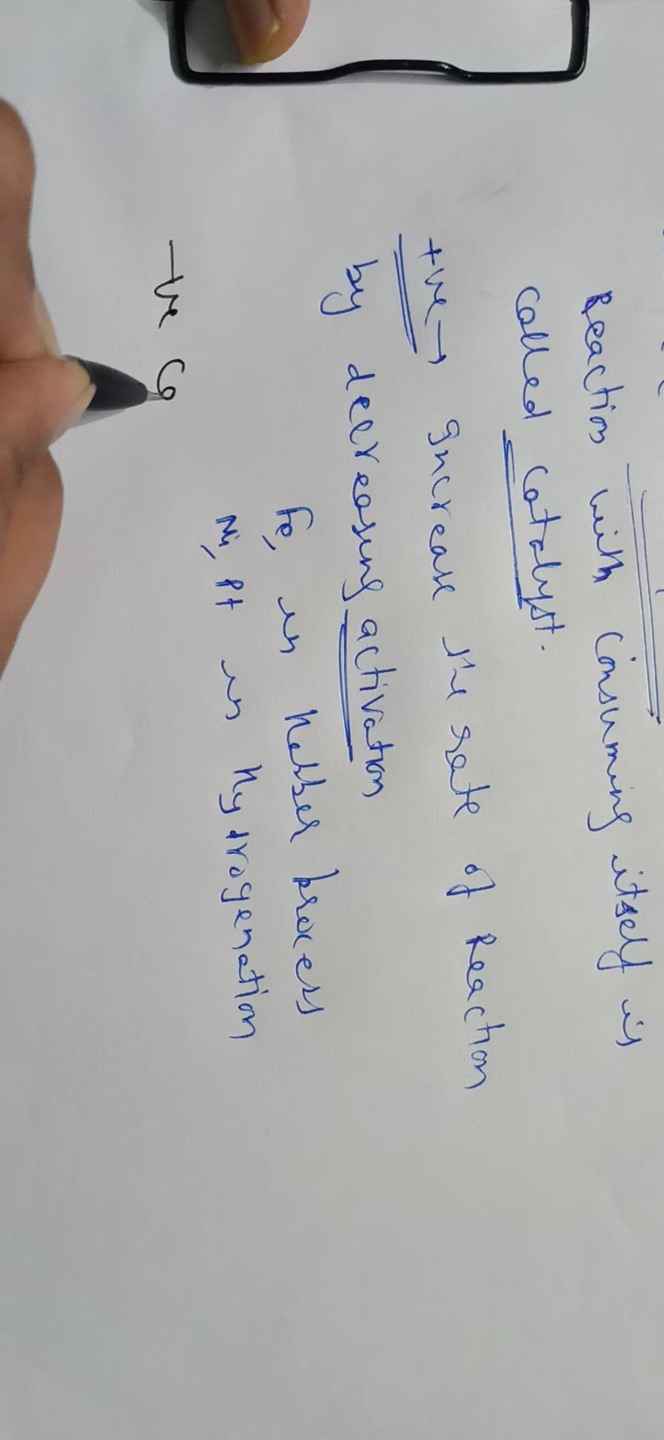 Reaction with Consuming itself is
called Catalyst.
+ve → Increase the rate of Reaction
by decreasing activation
Fe, in Habber process
Ni, Pt in Hydrogenation
-ve